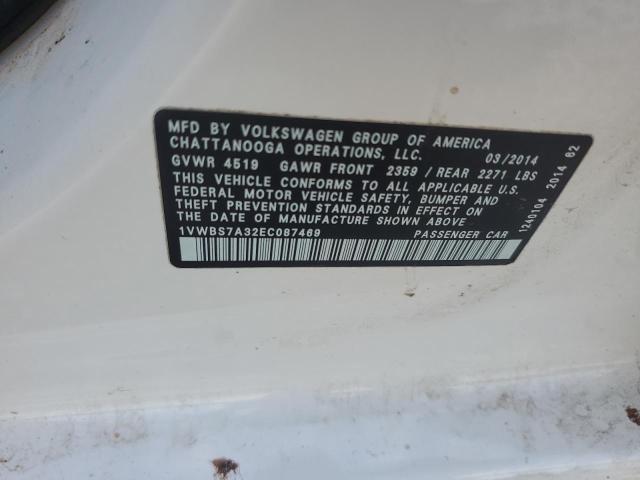 MFD BY VOLKSWAGEN GROUP OF AMERICA
CHATTANOOGA OPERATIONS, LLC. 03/2014
GVWR 4519 GAWR FRONT 2359 / REAR 2271 LBS
THIS VEHICLE CONFORMS TO ALL APPLICABLE U.S.
FEDERAL MOTOR VEHICLE SAFETY, BUMPER AND
THEFT PREVENTION STANDARDS IN EFFECT ON
THE DATE OF MANUFACTURE SHOWN ABOVE
1VWBS7A32EC087469 PASSENGER CAR
1240104 2014 62